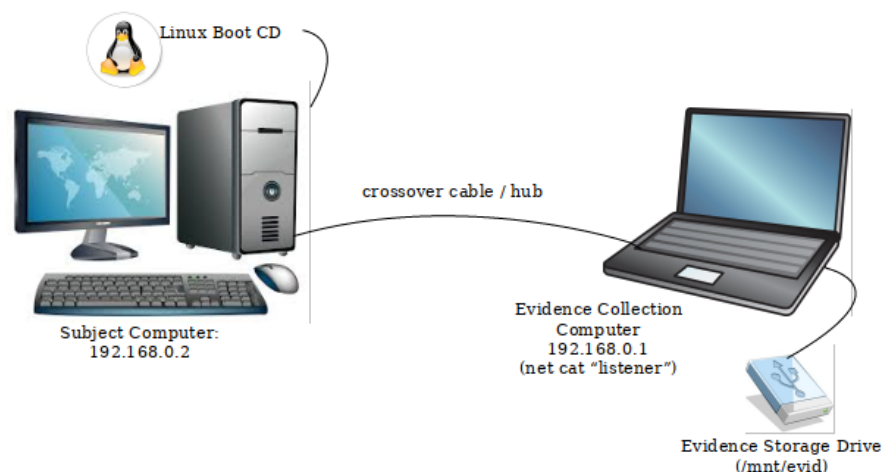 Linux Boot CD
crossover cable / hub
Subject Computer:
192.168.0.2
Evidence Collection
Computer
192.168.0.1
(net cat “listener”)
Evidence Storage Drive
(/mnt/evid)